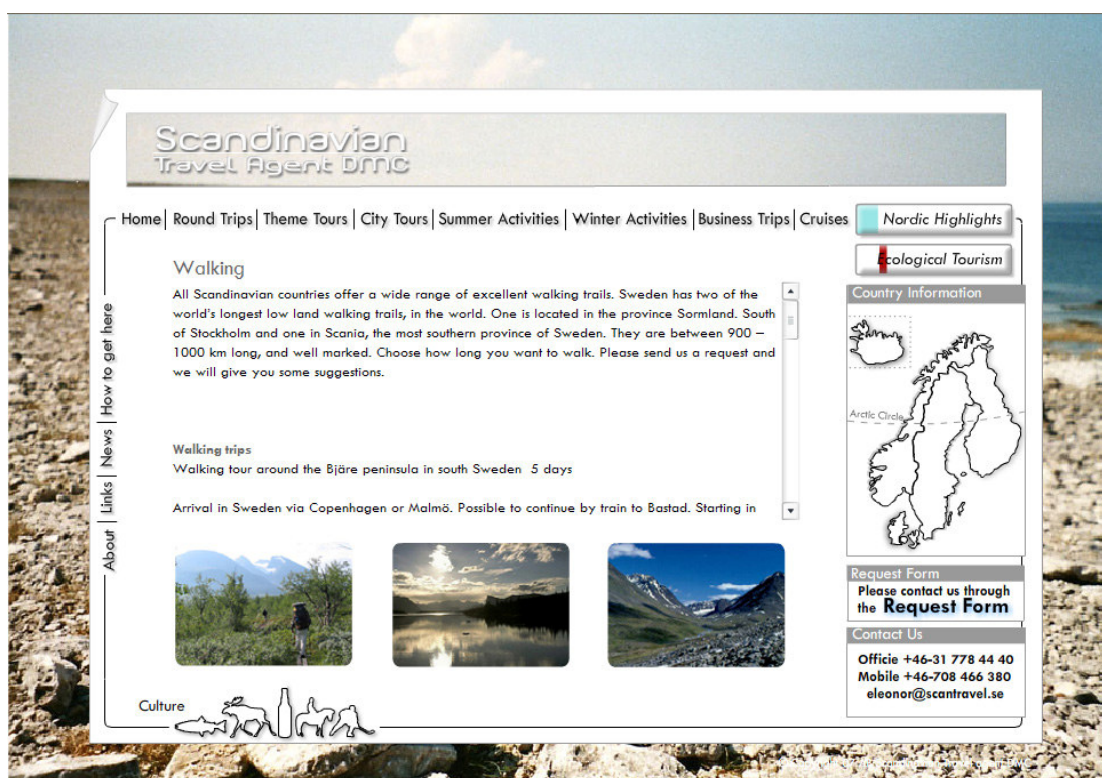 Scandinavian
Travel Agent DMC
Home | Round Trips | Theme Tours | City Tours | Summer Activities | Winter Activities | Business Trips | Cruises
Nordic Highlights
Ecological Tourism
About | Links | News | How to get here
Walking
All Scandinavian countries offer a wide range of excellent walking trails. Sweden has two of the
world's longest low land walking trails, in the world. One is located in the province Sormland. South
of Stockholm and one in Scania, the most southern province of Sweden. They are between 900 –
1000 km long, and well marked. Choose how long you want to walk. Please send us a request and
we will give you some suggestions.
Walking trips
Walking tour around the Bjäre peninsula in south Sweden 5 days
Arrival in Sweden via Copenhagen or Malmö. Possible to continue by train to Bastad. Starting in
Country Information
Arctic Circle
Request Form
Please contact us through
the Request Form
Contact Us
Officie +46-31 778 44 40
Mobile +46-708 466 380
eleonor@scantravel.se
Culture
Scandinavian Travel Agent DMC